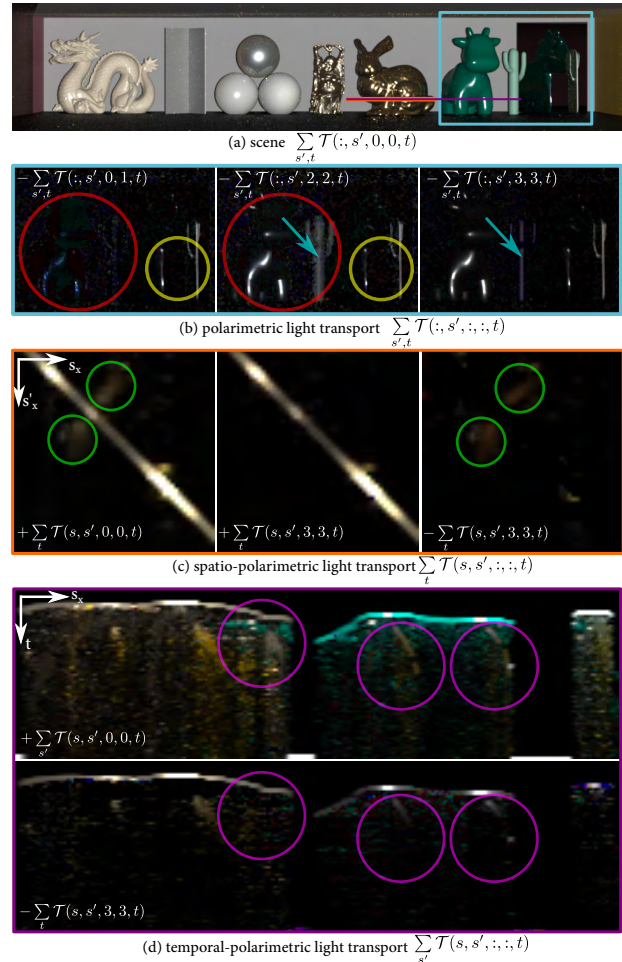 (a) scene ∑_{s′,t} 𝒯(:, s′, 0, 0, t)
− ∑_{s′,t} 𝒯(:, s′, 0, 1, t)
− ∑_{s′,t} 𝒯(:, s′, 2, 2, t)
− ∑_{s′,t} 𝒯(:, s′, 3, 3, t)
(b) polarimetric light transport ∑_{s′,t} 𝒯(:, s′, :, :, t)
s_x
s′_x
+ ∑_t 𝒯(s, s′, 0, 0, t)
+ ∑_t 𝒯(s, s′, 3, 3, t)
− ∑_t 𝒯(s, s′, 3, 3, t)
(c) spatio-polarimetric light transport ∑_t 𝒯(s, s′, :, :, t)
s_x
t
+ ∑_{s′} 𝒯(s, s′, 0, 0, t)
− ∑_t 𝒯(s, s′, 3, 3, t)
(d) temporal-polarimetric light transport ∑_{s′} 𝒯(s, s′, :, :, t)